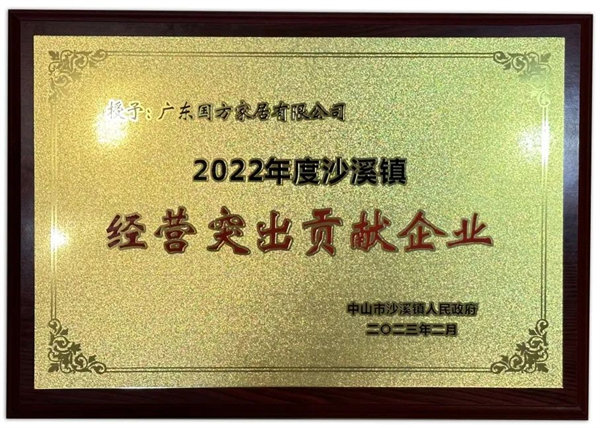 授予：广东国方家居有限公司
2022年度沙溪镇
经营突出贡献企业
中山市沙溪镇人民政府
二〇二三年二月